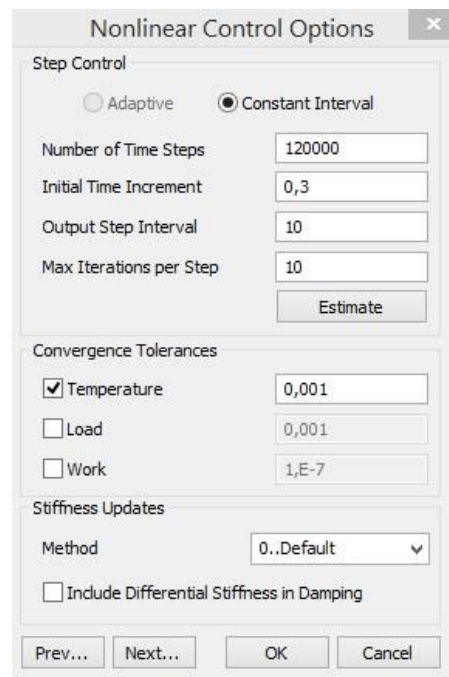 Nonlinear Control Options
Step Control
Adaptive Constant Interval
Number of Time Steps 120000
Initial Time Increment 0,3
Output Step Interval 10
Max Iterations per Step 10
Estimate
Convergence Tolerances
Temperature 0,001
Load 0,001
Work 1,E-7
Stiffness Updates
Method 0..Default
Include Differential Stiffness in Damping
Prev... Next... OK Cancel